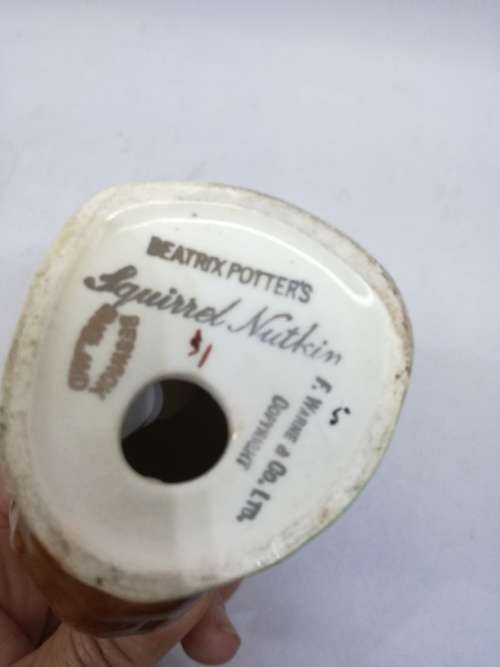 BEATRIX POTTER'S
Squirrel Nutkin
BESWICK
ENGLAND
F. WARNE & CO. LTD.
COPYRIGHT